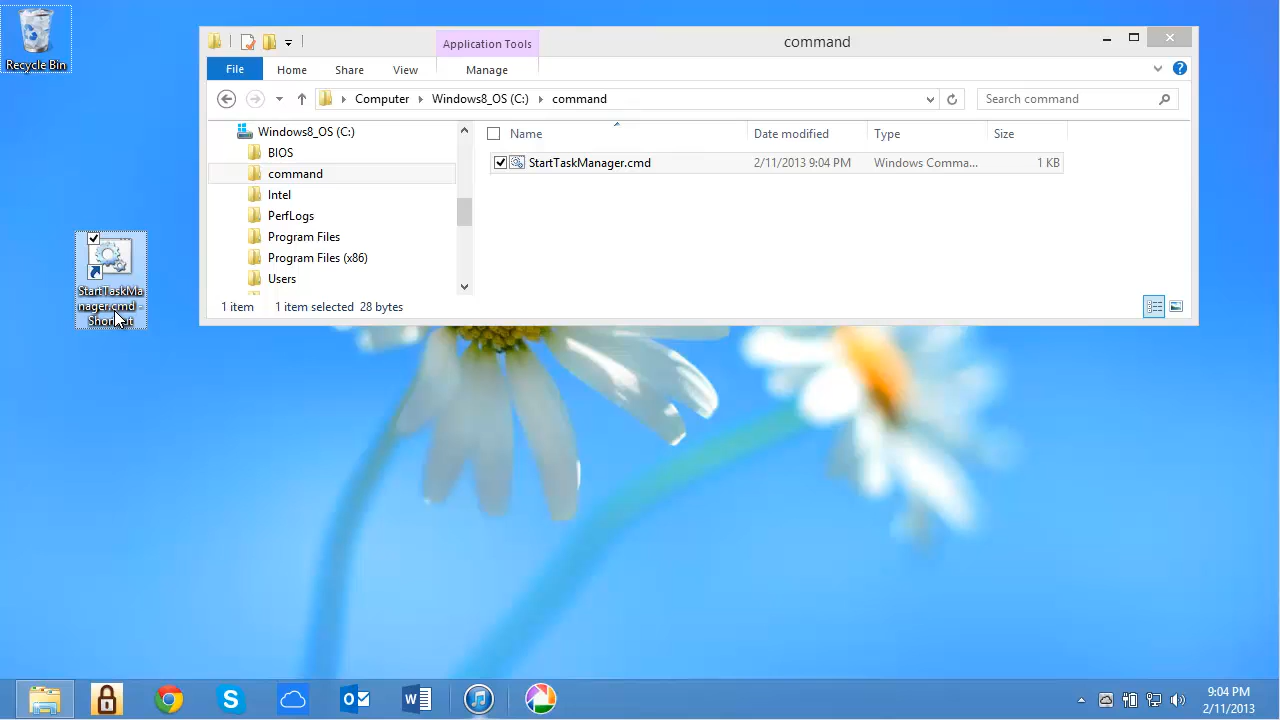 Recycle Bin
StartTaskMa
nager.cmd -
Shortcut
Application Tools
command
File
Home
Share
View
Manage
Computer
Windows8_OS (C:)
command
Search command
Windows8_OS (C:)
BIOS
command
Intel
PerfLogs
Program Files
Program Files (x86)
Users
Name
Date modified
Type
Size
StartTaskManager.cmd
2/11/2013 9:04 PM
Windows Comma...
1 KB
1 item
1 item selected 28 bytes
9:04 PM
2/11/2013